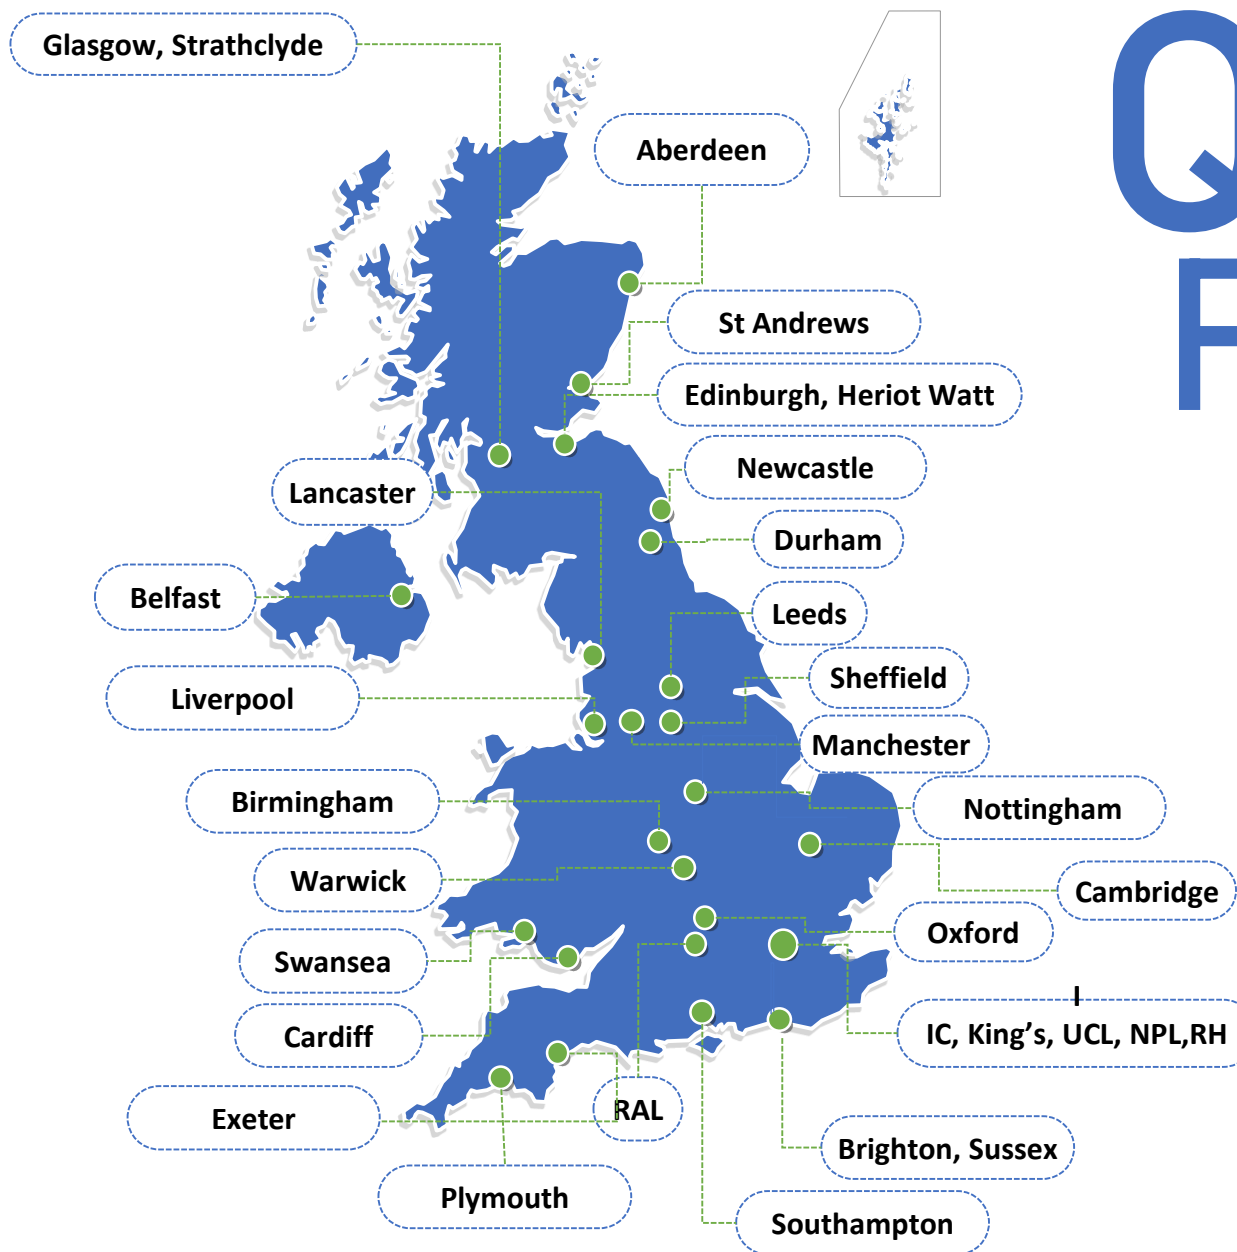 Glasgow, Strathclyde
Q
Aberdeen
F
St Andrews
Edinburgh, Heriot Watt
Newcastle
Lancaster
Durham
Belfast
Leeds
Sheffield
Liverpool
Manchester
Birmingham
Nottingham
Warwick
Cambridge
Oxford
Swansea
I
IC, King's, UCL, NPL,RH
Cardiff
RAL
Exeter
Brighton, Sussex
Plymouth
Southampton